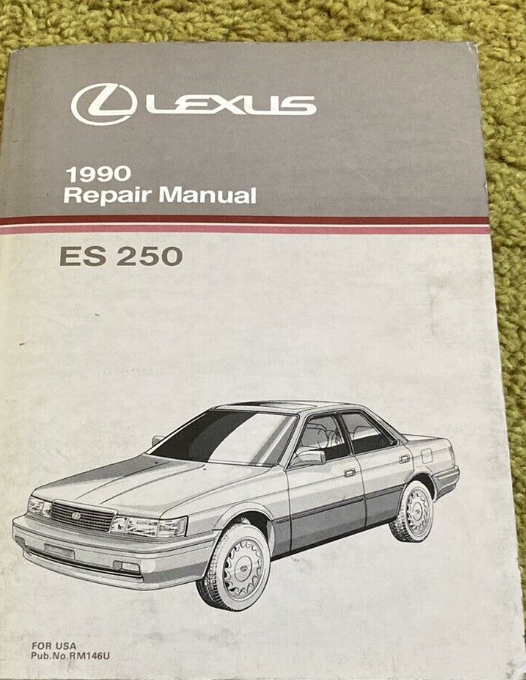 LEXUS
1990
Repair Manual
ES 250
FOR USA
Pub.No.RM146U